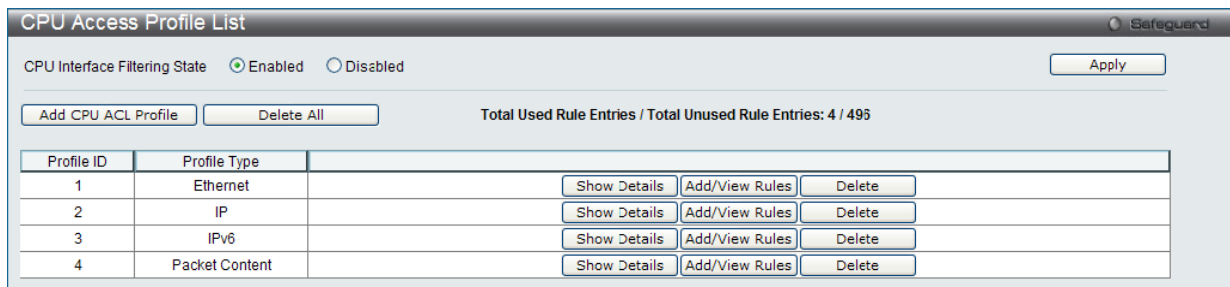 CPU Access Profile List
Safeguard
CPU Interface Filtering State Enabled Disabled Apply
Add CPU ACL Profile Delete All Total Used Rule Entries / Total Unused Rule Entries: 4 / 496
Profile ID Profile Type
1 Ethernet Show Details Add/View Rules Delete
2 IP Show Details Add/View Rules Delete
3 IPv6 Show Details Add/View Rules Delete
4 Packet Content Show Details Add/View Rules Delete